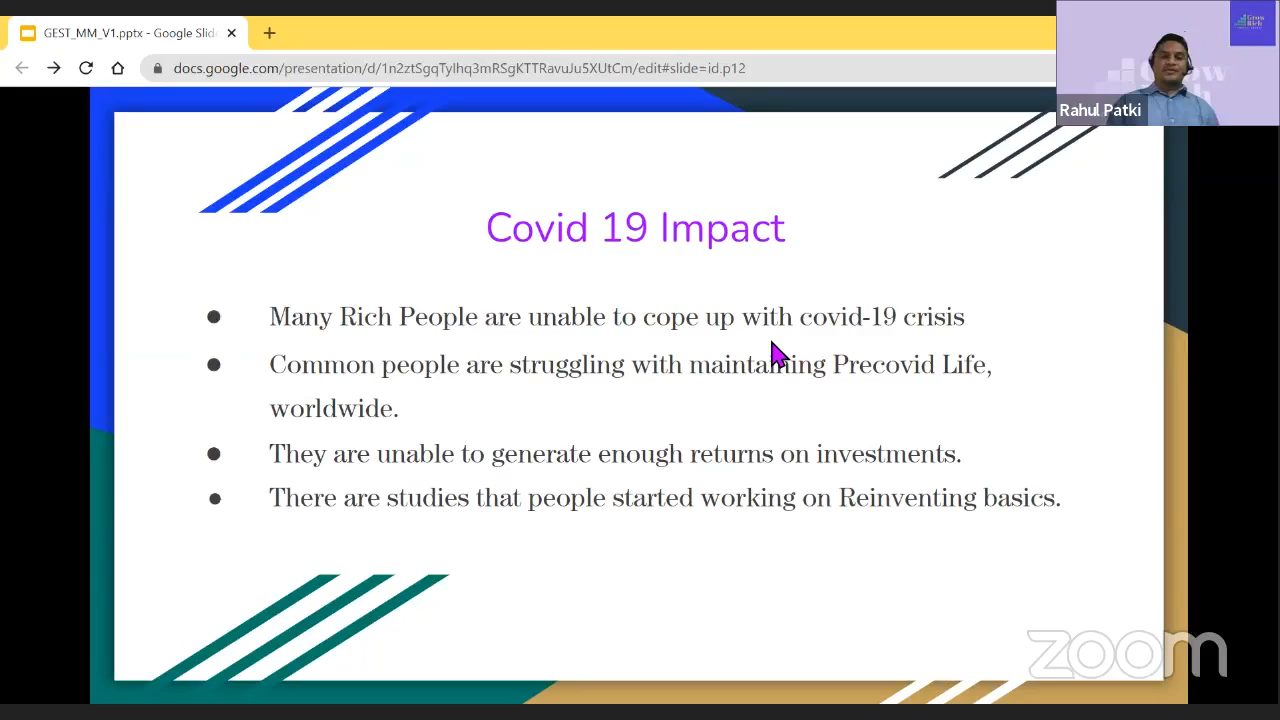 GEST_MM_V1.pptx - Google Slid
docs.google.com/presentation/d/1n2ztSgqTyIhRgnRSgKTTRavuJu5XUtCm/edit#slide=id.p12
Grow
Rich
Rahul Patki
Covid 19 Impact
● Many Rich People are unable to cope up with covid-19 crisis
● Common people are struggling with maintaining Precovid Life,
worldwide.
● They are unable to generate enough returns on investments.
● There are studies that people started working on Reinventing basics.
zoom